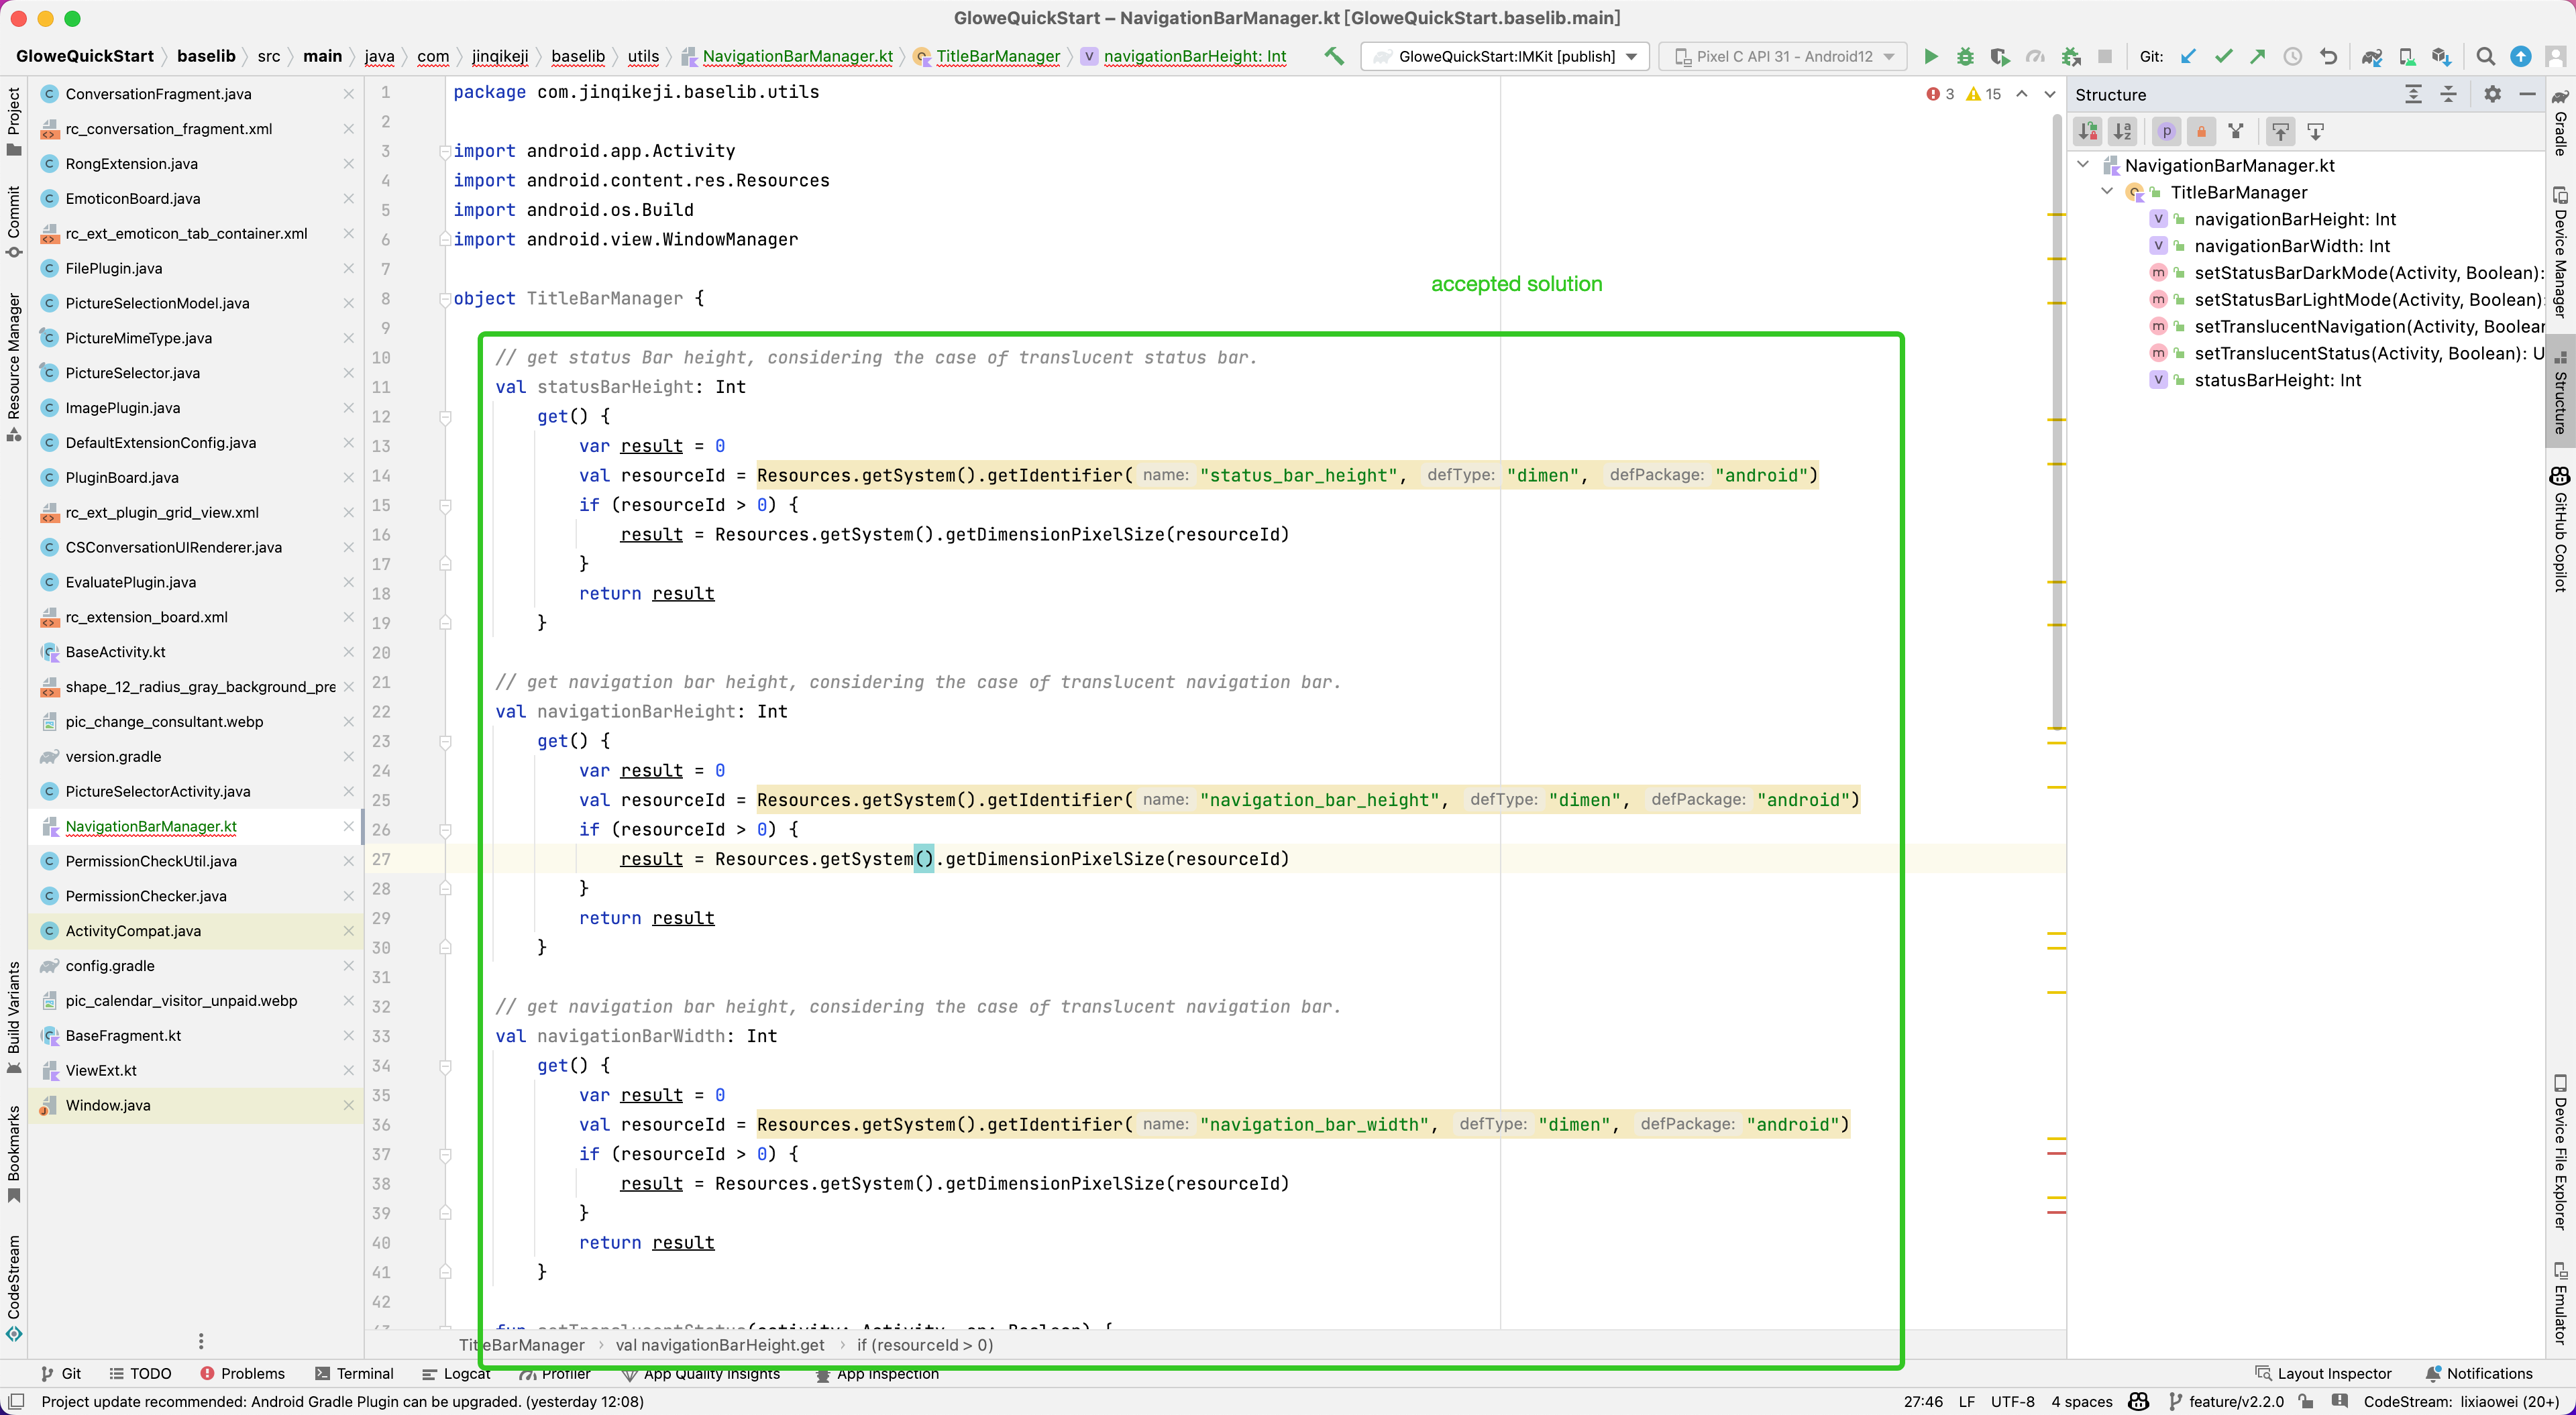 GloweQuickStart – NavigationBarManager.kt [GloweQuickStart.baselib.main]
GloweQuickStart baselib src main java com jinqikeji baselib utils NavigationBarManager.kt TitleBarManager navigationBarHeight: Int GloweQuickStart:IMKit [publish] Pixel C API 31 - Android12 Git:
Project
Commit
Resource Manager
Build Variants
Bookmarks
CodeStream
ConversationFragment.java
rc_conversation_fragment.xml
RongExtension.java
EmoticonBoard.java
rc_ext_emoticon_tab_container.xml
FilePlugin.java
PictureSelectionModel.java
PictureMimeType.java
PictureSelector.java
ImagePlugin.java
DefaultExtensionConfig.java
PluginBoard.java
rc_ext_plugin_grid_view.xml
CSConversationUIRenderer.java
EvaluatePlugin.java
rc_extension_board.xml
BaseActivity.kt
shape_12_radius_gray_background_pre
pic_change_consultant.webp
version.gradle
PictureSelectorActivity.java
NavigationBarManager.kt
PermissionCheckUtil.java
PermissionChecker.java
ActivityCompat.java
config.gradle
pic_calendar_visitor_unpaid.webp
BaseFragment.kt
ViewExt.kt
Window.java
3 15
accepted solution
1 package com.jinqikeji.baselib.utils
2
3 import android.app.Activity
4 import android.content.res.Resources
5 import android.os.Build
6 import android.view.WindowManager
7
8 object TitleBarManager {
9
10 // get status Bar height, considering the case of translucent status bar.
11 val statusBarHeight: Int
12 get() {
13 var result = 0
14 val resourceId = Resources.getSystem().getIdentifier( name: "status_bar_height", defType: "dimen", defPackage: "android")
15 if (resourceId > 0) {
16 result = Resources.getSystem().getDimensionPixelSize(resourceId)
17 }
18 return result
19 }
20
21 // get navigation bar height, considering the case of translucent navigation bar.
22 val navigationBarHeight: Int
23 get() {
24 var result = 0
25 val resourceId = Resources.getSystem().getIdentifier( name: "navigation_bar_height", defType: "dimen", defPackage: "android")
26 if (resourceId > 0) {
27 result = Resources.getSystem().getDimensionPixelSize(resourceId)
28 }
29 return result
30 }
31
32 // get navigation bar height, considering the case of translucent navigation bar.
33 val navigationBarWidth: Int
34 get() {
35 var result = 0
36 val resourceId = Resources.getSystem().getIdentifier( name: "navigation_bar_width", defType: "dimen", defPackage: "android")
37 if (resourceId > 0) {
38 result = Resources.getSystem().getDimensionPixelSize(resourceId)
39 }
40 return result
41 }
42
TitleBarManager val navigationBarHeight.get if (resourceId > 0)
Structure
NavigationBarManager.kt
TitleBarManager
navigationBarHeight: Int
navigationBarWidth: Int
setStatusBarDarkMode(Activity, Boolean):
setStatusBarLightMode(Activity, Boolean):
setTranslucentNavigation(Activity, Boolean
setTranslucentStatus(Activity, Boolean): U
statusBarHeight: Int
Gradle
Device Manager
Structure
GitHub Copilot
Device File Explorer
Emulator
Git TODO Problems Terminal Logcat Profiler App Quality Insights App Inspection Layout Inspector Notifications
Project update recommended: Android Gradle Plugin can be upgraded. (yesterday 12:08) 27:46 LF UTF-8 4 spaces feature/v2.2.0 CodeStream: lixiaowei (20+)